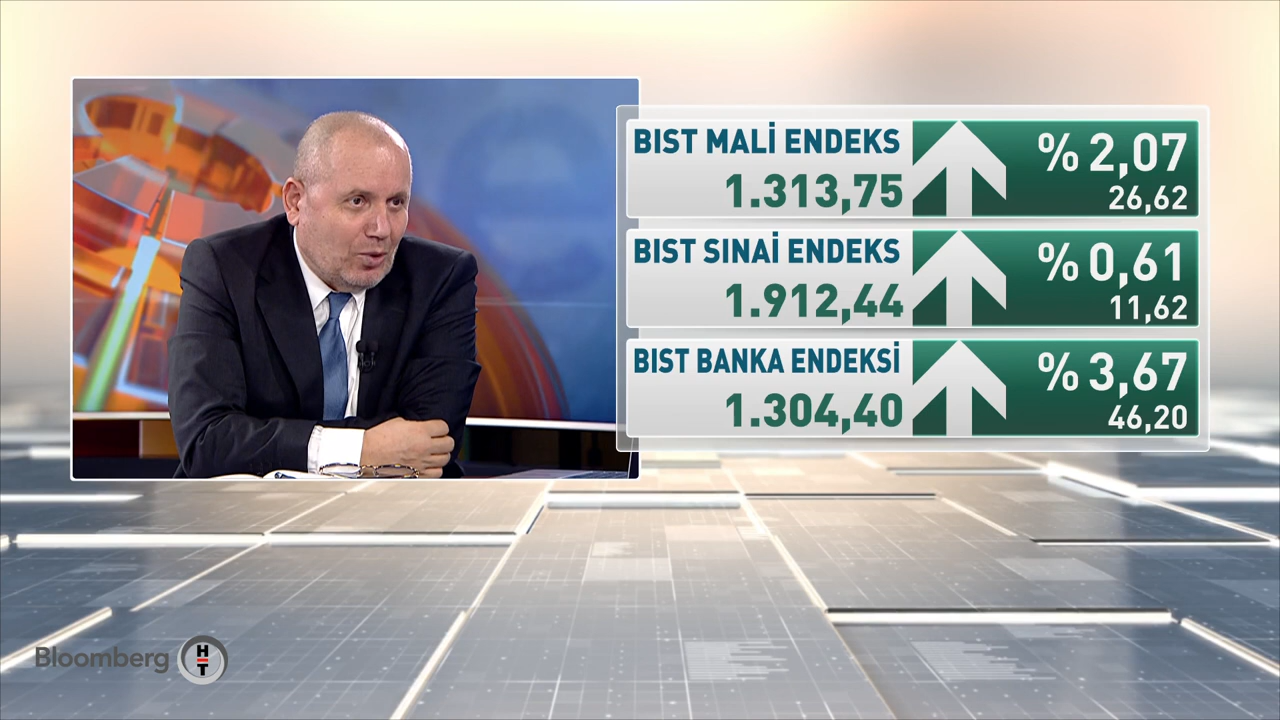 BIST MALİ ENDEKS
1.313,75
% 2,07
26,62
BIST SINAİ ENDEKS
1.912,44
% 0,61
11,62
BIST BANKA ENDEKSİ
1.304,40
% 3,67
46,20
Bloomberg HT